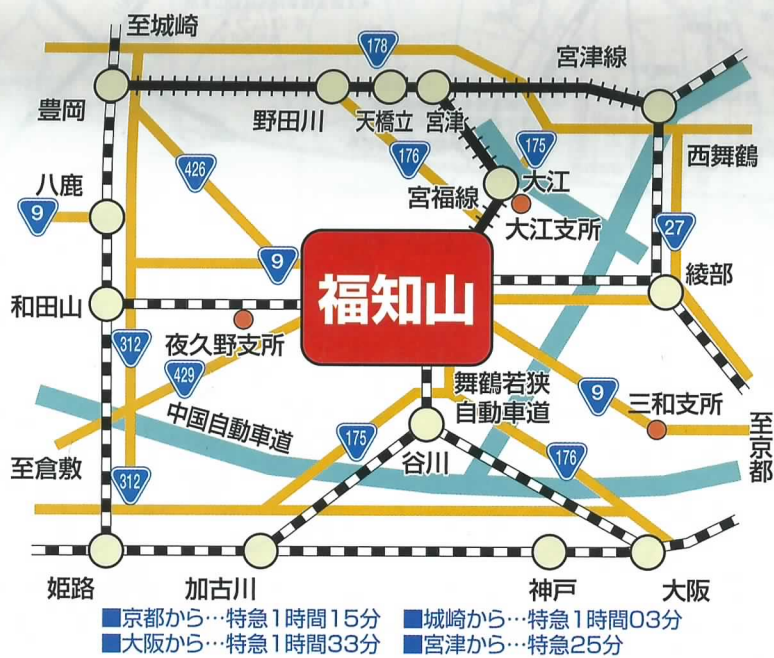 至城崎
178
宮津線
豊岡
野田川
天橋立
宮津
426
176
175
西舞鶴
八鹿
9
宮福線
大江
大江支所
27
9
和田山
福知山
綾部
312
夜久野支所
429
舞鶴若狭
自動車道
9
三和支所
中国自動車道
175
至京都
至倉敷
312
谷川
176
姫路
加古川
神戸
大阪
■京都から…特急1時間15分
■城崎から…特急1時間03分
■大阪から…特急1時間33分
■宮津から…特急25分